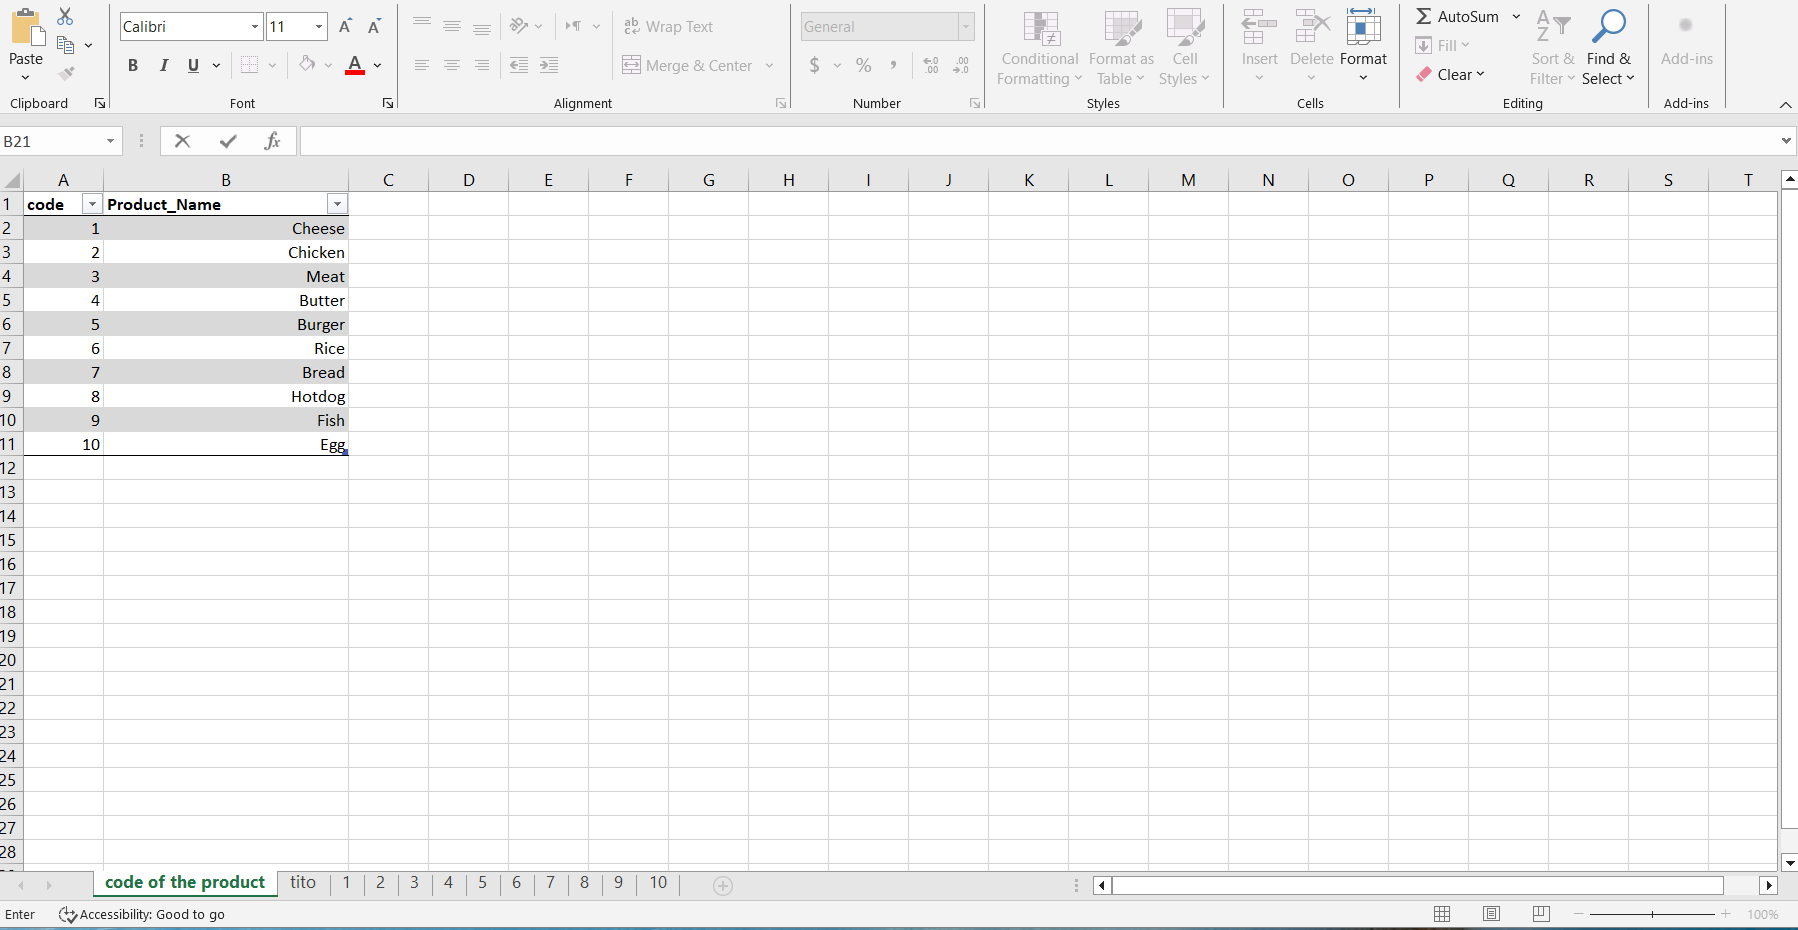 Calibri 11 ab Wrap Text General AutoSum
Paste B I U A Merge & Center $ % , Conditional Formatting Format as Table Cell Styles Insert Delete Format Fill Clear Sort & Filter Find & Select Add-ins
Clipboard Font Alignment Number Styles Cells Editing Add-ins
B21 fx
A B C D E F G H I J K L M N O P Q R S T
1 code Product_Name
2 1 Cheese
3 2 Chicken
4 3 Meat
5 4 Butter
6 5 Burger
7 6 Rice
8 7 Bread
9 8 Hotdog
10 9 Fish
11 10 Egg
12
13
14
15
16
17
18
19
20
21
22
23
24
25
26
27
28
code of the product tito 1 2 3 4 5 6 7 8 9 10
Enter Accessibility: Good to go 100%